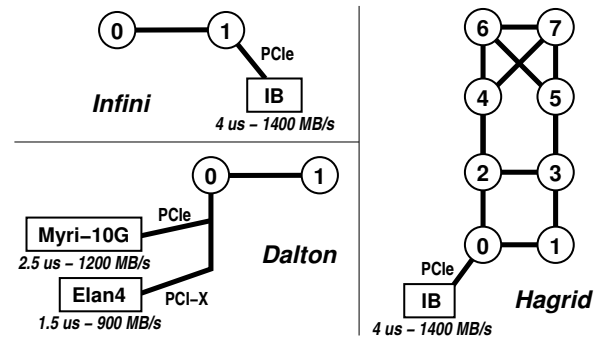 0 1
PCIe
IB
Infini
4 us – 1400 MB/s
0 1
PCIe
Myri–10G
2.5 us – 1200 MB/s
Dalton
Elan4
PCI–X
1.5 us – 900 MB/s
6 7
4 5
2 3
0 1
PCIe
IB
Hagrid
4 us – 1400 MB/s